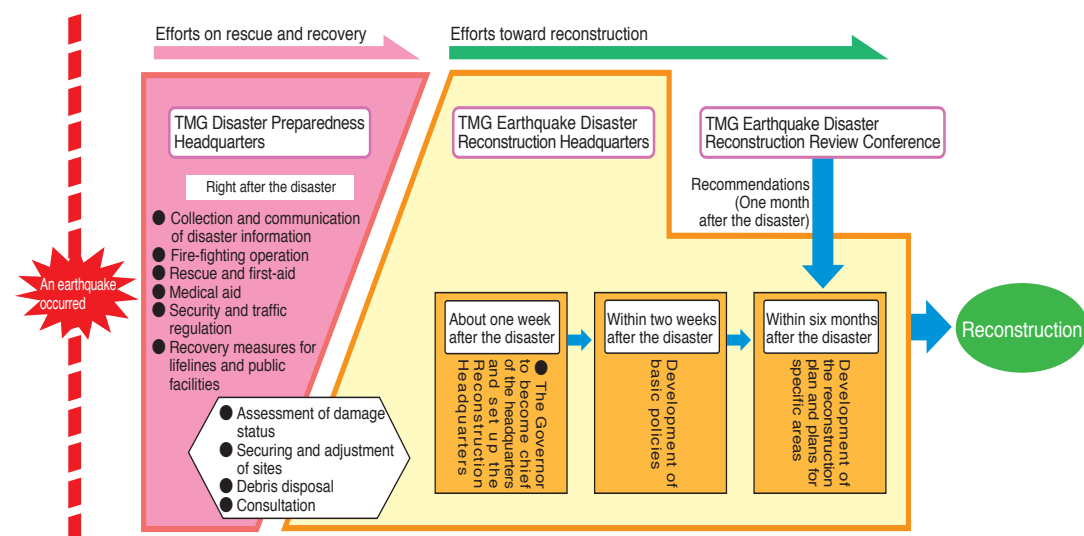 Efforts on rescue and recovery
Efforts toward reconstruction
An earthquake
occurred
TMG Disaster Preparedness
Headquarters
Right after the disaster
● Collection and communication
of disaster information
● Fire-fighting operation
● Rescue and first-aid
● Medical aid
● Security and traffic
regulation
● Recovery measures for
lifelines and public
facilities
● Assessment of damage
status
● Securing and adjustment
of sites
● Debris disposal
● Consultation
TMG Earthquake Disaster
Reconstruction Headquarters
TMG Earthquake Disaster
Reconstruction Review Conference
Recommendations
(One month
after the disaster)
About one week
after the disaster
● The Governor
to become chief
of the headquarters
and set up the
Reconstruction
Headquarters
Within two weeks
after the disaster
Development of
basic policies
Within six months
after the disaster
Development of
the reconstruction
plan and plans for
specific areas
Reconstruction